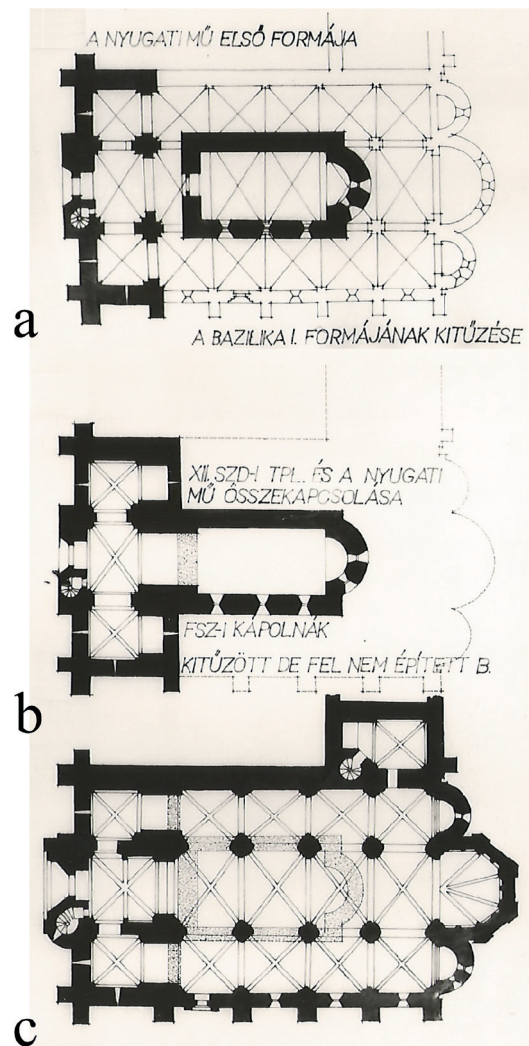 A NYUGATI MŰ ELSŐ FORMÁJA
a
A BAZILIKA I. FORMÁJÁNAK KITŰZÉSE
XII. SZD-I TPL. ÉS A NYUGATI
MŰ ÖSSZEKAPCSOLÁSA
FSZ-I KÁPOLNÁK
KITŰZÖTT DE FEL NEM ÉPÍTETT B.
b
c